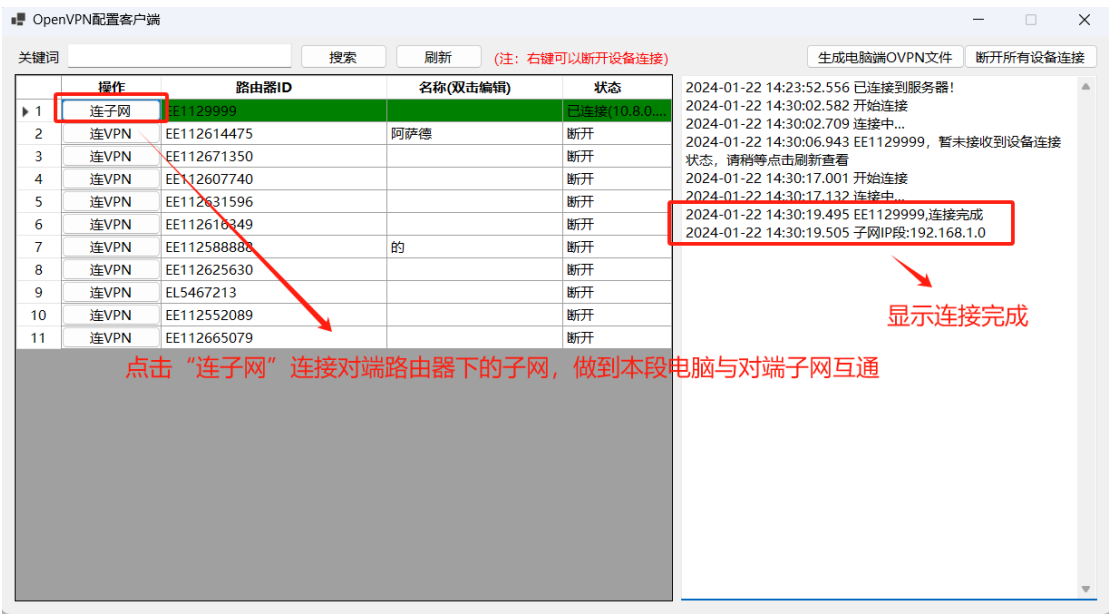 OpenVPN配置客户端
关键词 搜索 刷新 (注：右键可以断开设备连接) 生成电脑端OVPN文件 断开所有设备连接
操作 路由器ID 名称(双击编辑) 状态
1 连子网 EE1129999 已连接(10.8.0....
2 连VPN EE112614475 阿萨德 断开
3 连VPN EE112671350 断开
4 连VPN EE112607740 断开
5 连VPN EE112631596 断开
6 连VPN EE112616349 断开
7 连VPN EE112588888 的 断开
8 连VPN EE112625630 断开
9 连VPN EL5467213 断开
10 连VPN EE112552089 断开
11 连VPN EE112665079 断开
点击“连子网”连接对端路由器下的子网，做到本段电脑与对端子网互通
2024-01-22 14:23:52.556 已连接到服务器!
2024-01-22 14:30:02.582 开始连接
2024-01-22 14:30:02.709 连接中...
2024-01-22 14:30:06.943 EE1129999，暂未接收到设备连接
状态，请稍等点击刷新查看
2024-01-22 14:30:17.001 开始连接
2024-01-22 14:30:17.132 连接中...
2024-01-22 14:30:19.495 EE1129999,连接完成
2024-01-22 14:30:19.505 子网IP段:192.168.1.0
显示连接完成